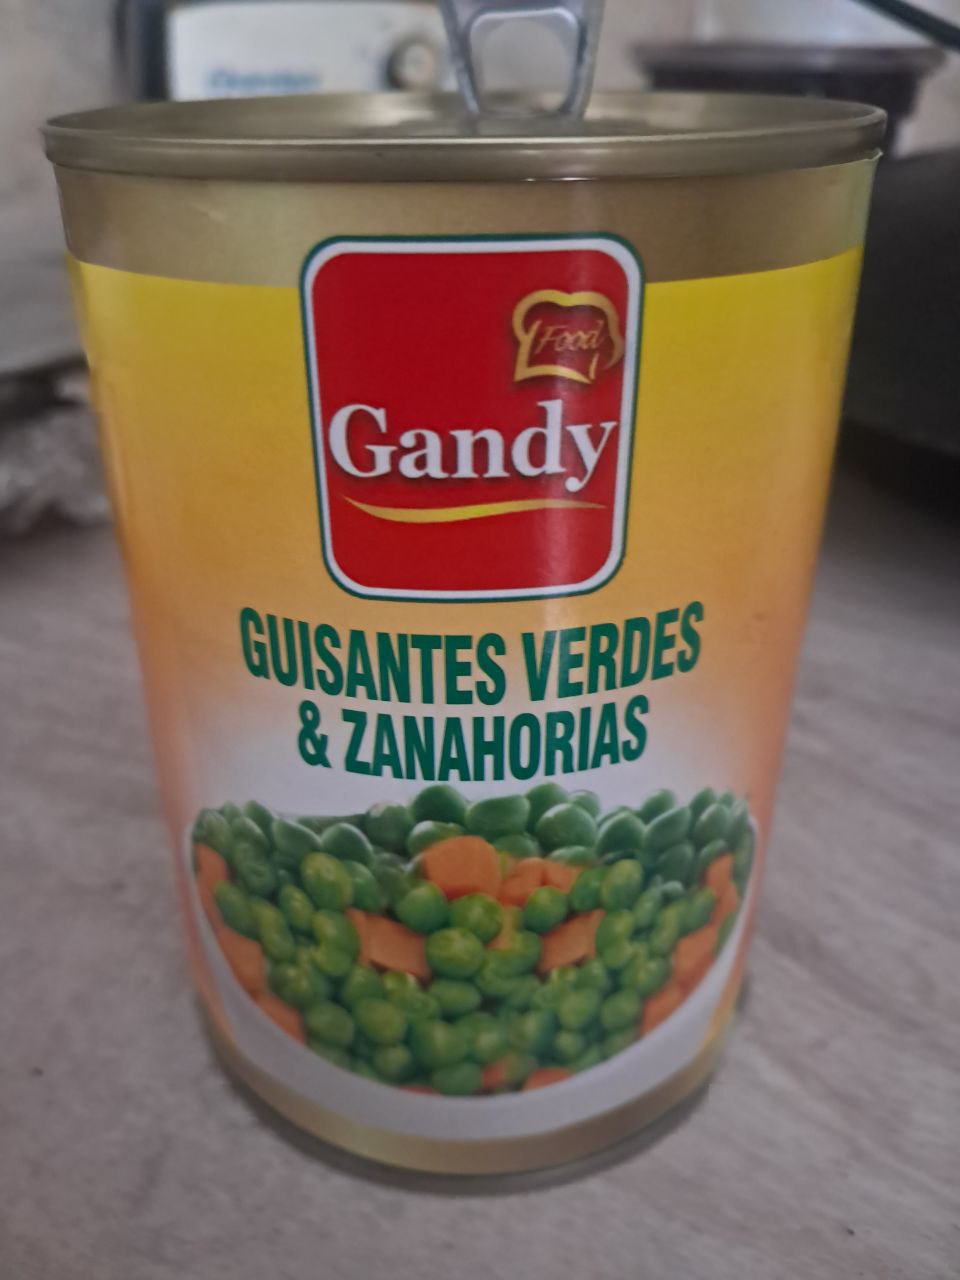 Food
Gandy
GUISANTES VERDES
& ZANAHORIAS